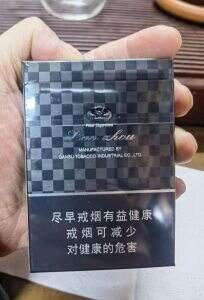 zhou
MANUFACTURED BY
GANSU TOBACCO INDUSTRIAL CO., LTD.
尽早戒烟有益健康
戒烟可减少
对健康的危害